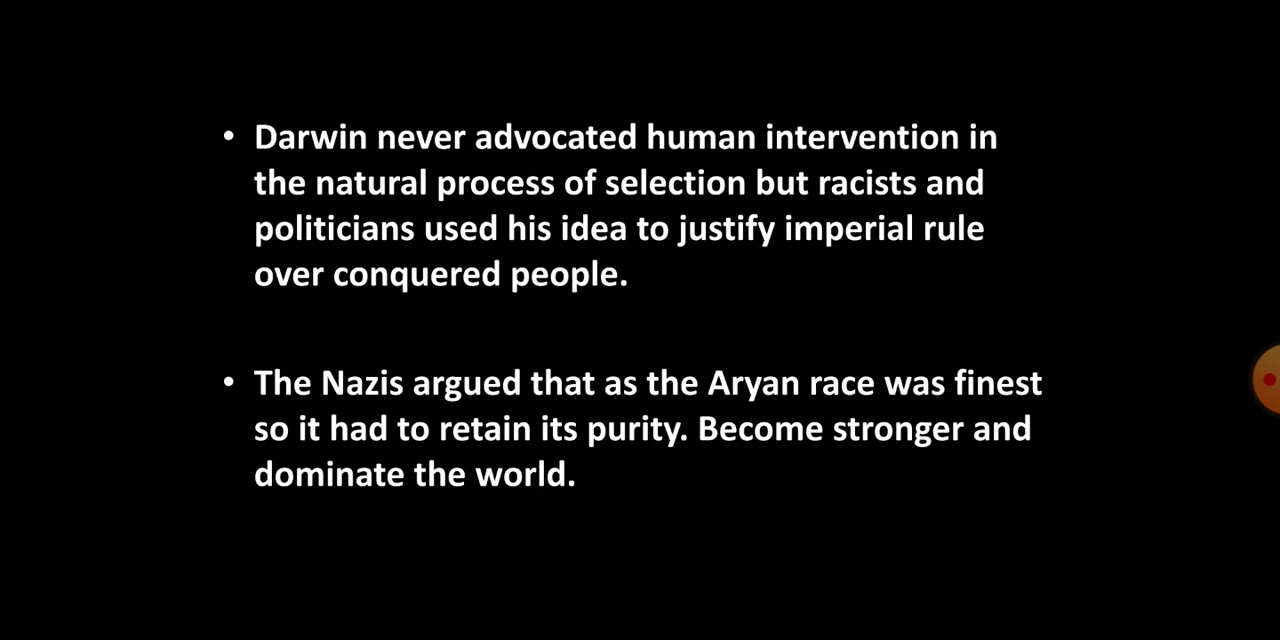 • Darwin never advocated human intervention in
the natural process of selection but racists and
politicians used his idea to justify imperial rule
over conquered people.
• The Nazis argued that as the Aryan race was finest
so it had to retain its purity. Become stronger and
dominate the world.